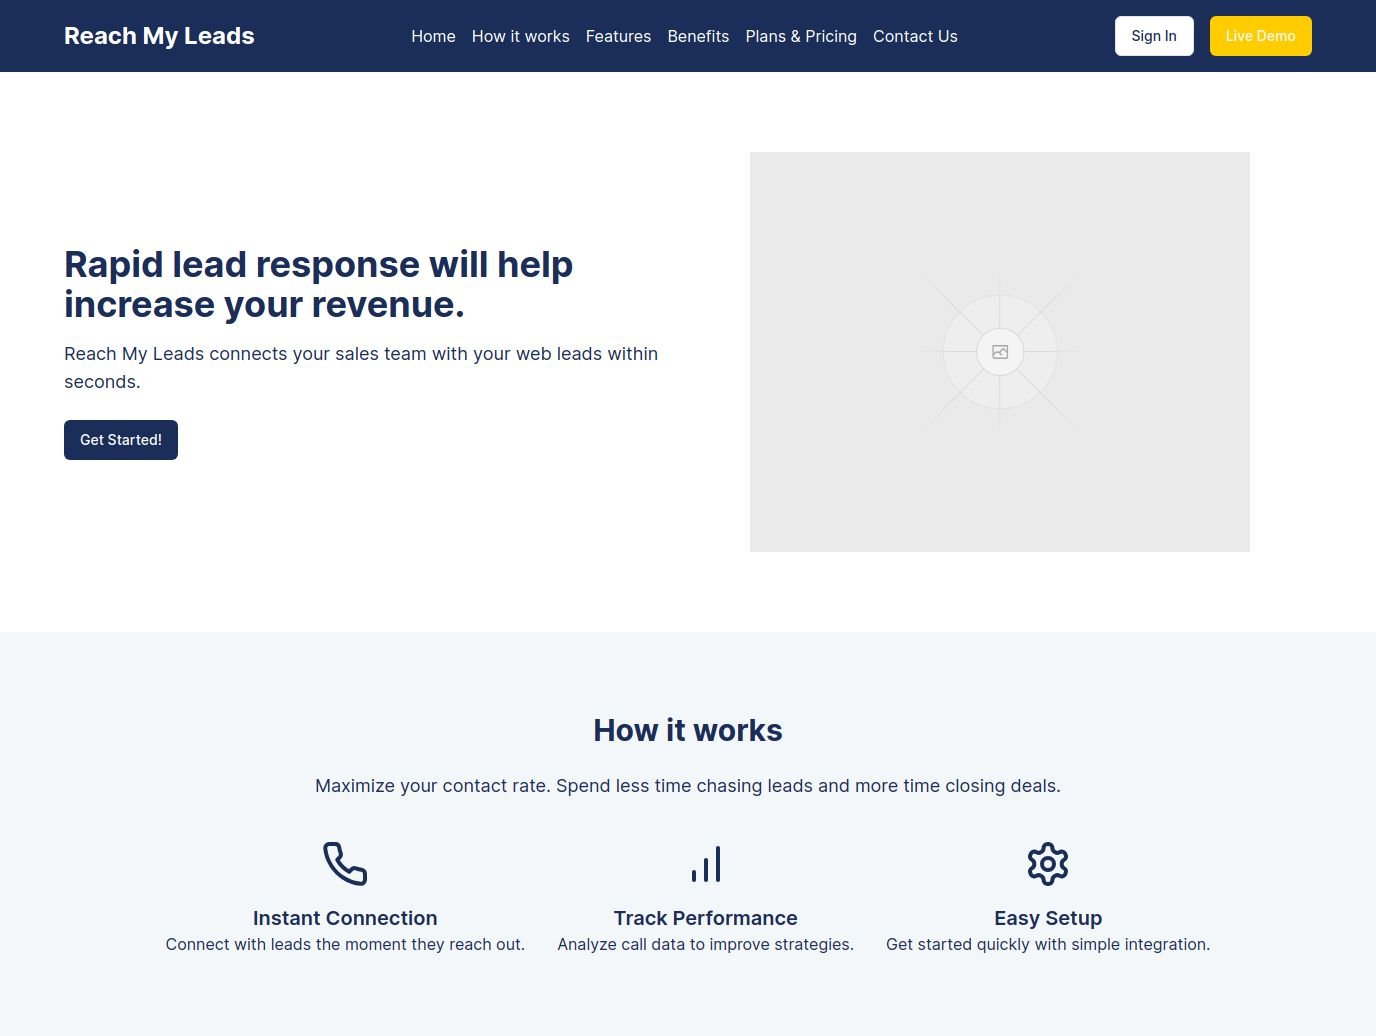 Reach My Leads
Home How it works Features Benefits Plans & Pricing Contact Us
Sign In
Live Demo
Rapid lead response will help
increase your revenue.
Reach My Leads connects your sales team with your web leads within
seconds.
Get Started!
How it works
Maximize your contact rate. Spend less time chasing leads and more time closing deals.
Instant Connection
Connect with leads the moment they reach out.
Track Performance
Analyze call data to improve strategies.
Easy Setup
Get started quickly with simple integration.